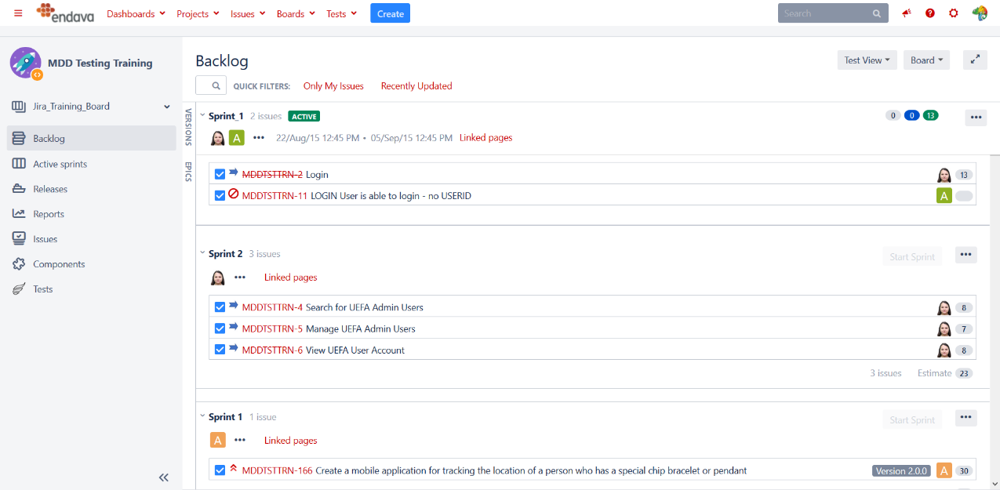 endava Dashboards Projects Issues Boards Tests Create Search
MDD Testing Training
Jira_Training_Board
Backlog
Active sprints
Releases
Reports
Issues
Components
Tests
Backlog Test View Board
QUICK FILTERS: Only My Issues Recently Updated
VERSIONS
EPICS
Sprint_1 2 issues ACTIVE 0 0 13
A ••• 22/Aug/15 12:45 PM • 05/Sep/15 12:45 PM Linked pages
MDDTSTTRN-2 Login 13
MDDTSTTRN-11 LOGIN User is able to login - no USERID A
Sprint 2 3 issues Start Sprint •••
••• Linked pages
MDDTSTTRN-4 Search for UEFA Admin Users 8
MDDTSTTRN-5 Manage UEFA Admin Users 7
MDDTSTTRN-6 View UEFA User Account 8
3 issues Estimate 23
Sprint 1 1 issue Start Sprint •••
A ••• Linked pages
MDDTSTTRN-166 Create a mobile application for tracking the location of a person who has a special chip bracelet or pendant Version 2.0.0 A 30